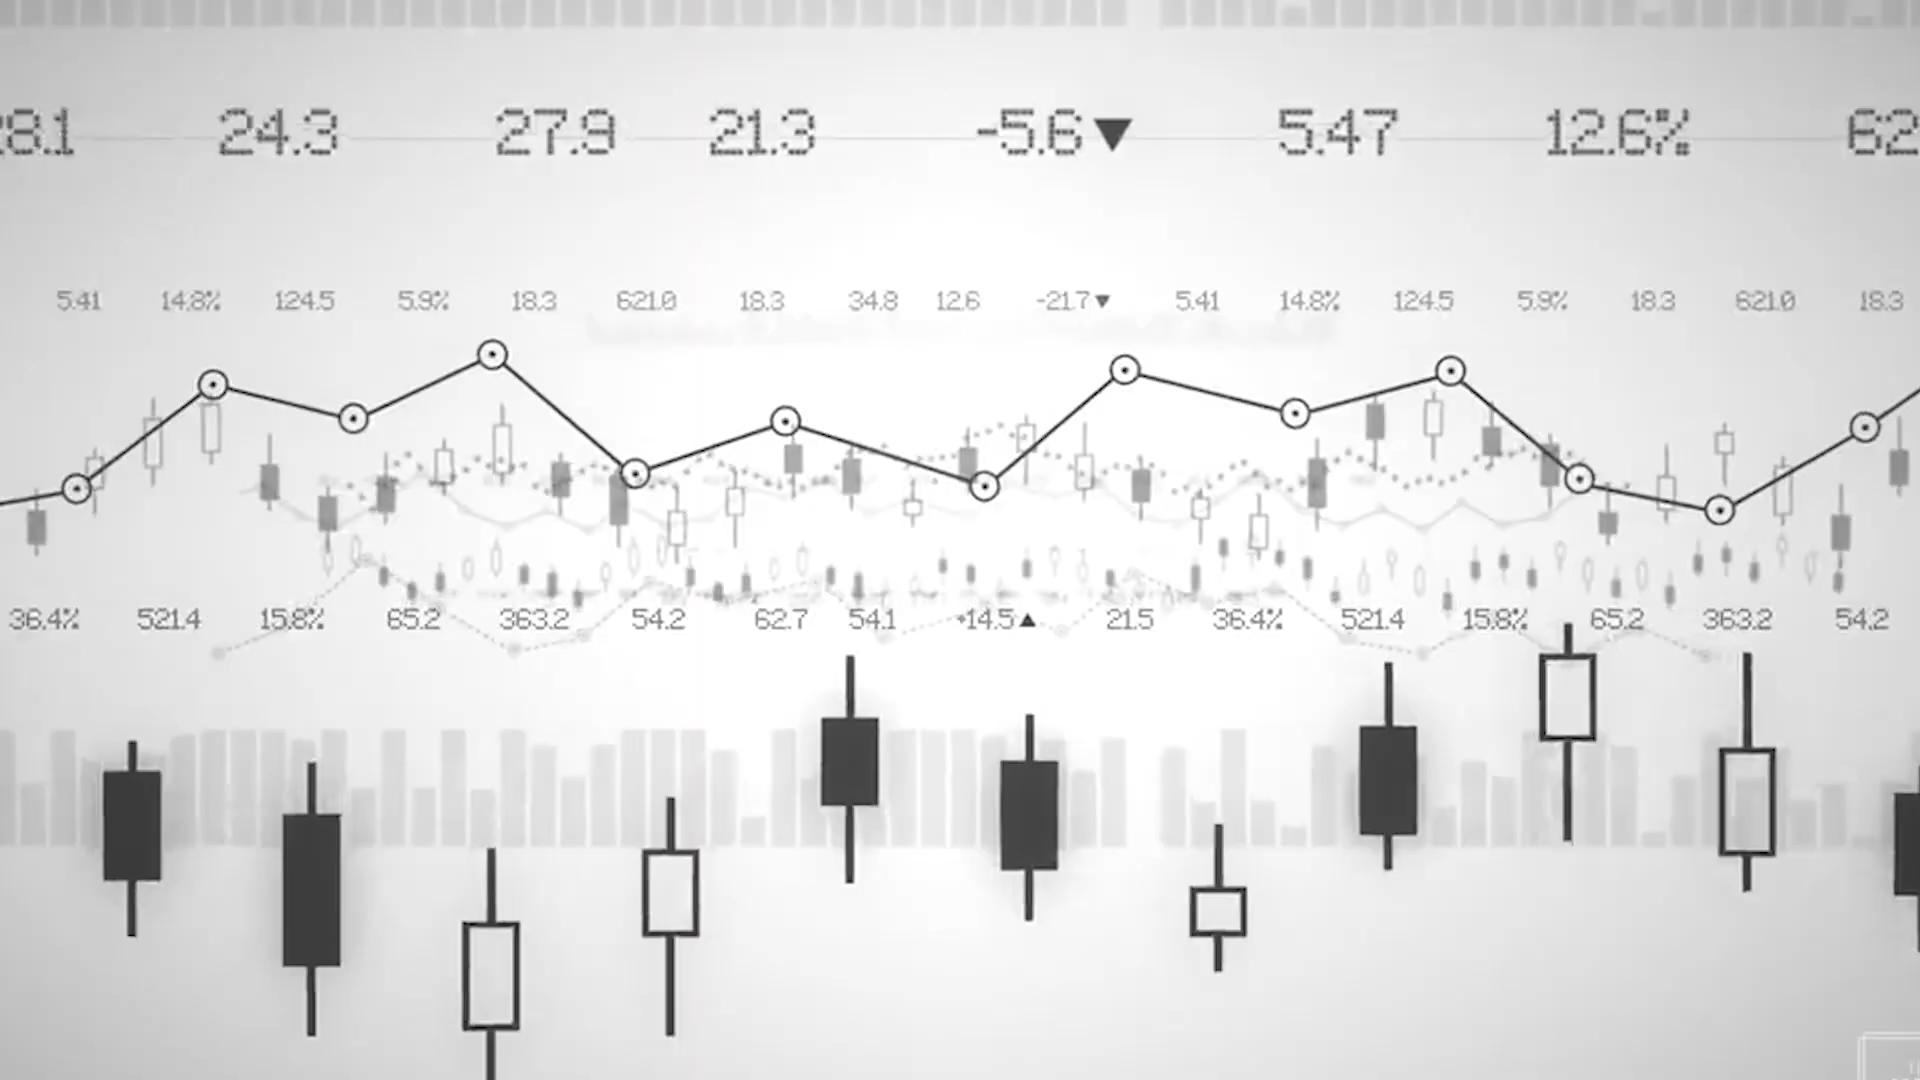 24.3 27.9 21.3 -5.6▼ 5.47 12.6%
5.41 14.8% 124.5 5.9% 18.3 621.0 18.3 34.8 12.6 -21.7▼ 5.41 14.8% 124.5 5.9% 18.3 621.0 18.3
36.4% 521.4 15.8% 65.2 363.2 54.2 62.7 54.1 +14.5▲ 21.5 36.4% 521.4 15.8% 65.2 363.2 54.2